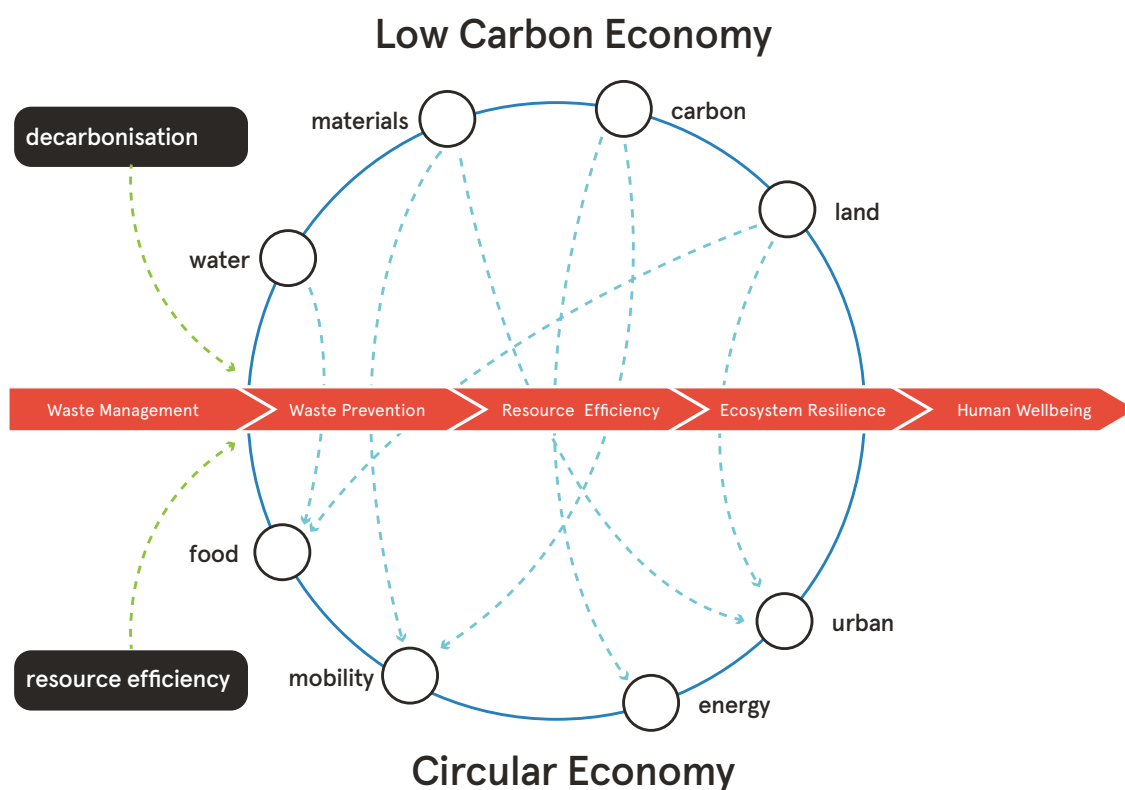 Low Carbon Economy
materials
carbon
decarbonisation
land
water
Waste Management
Waste Prevention
Resource Efficiency
Ecosystem Resilience
Human Wellbeing
food
urban
resource efficiency
mobility
energy
Circular Economy